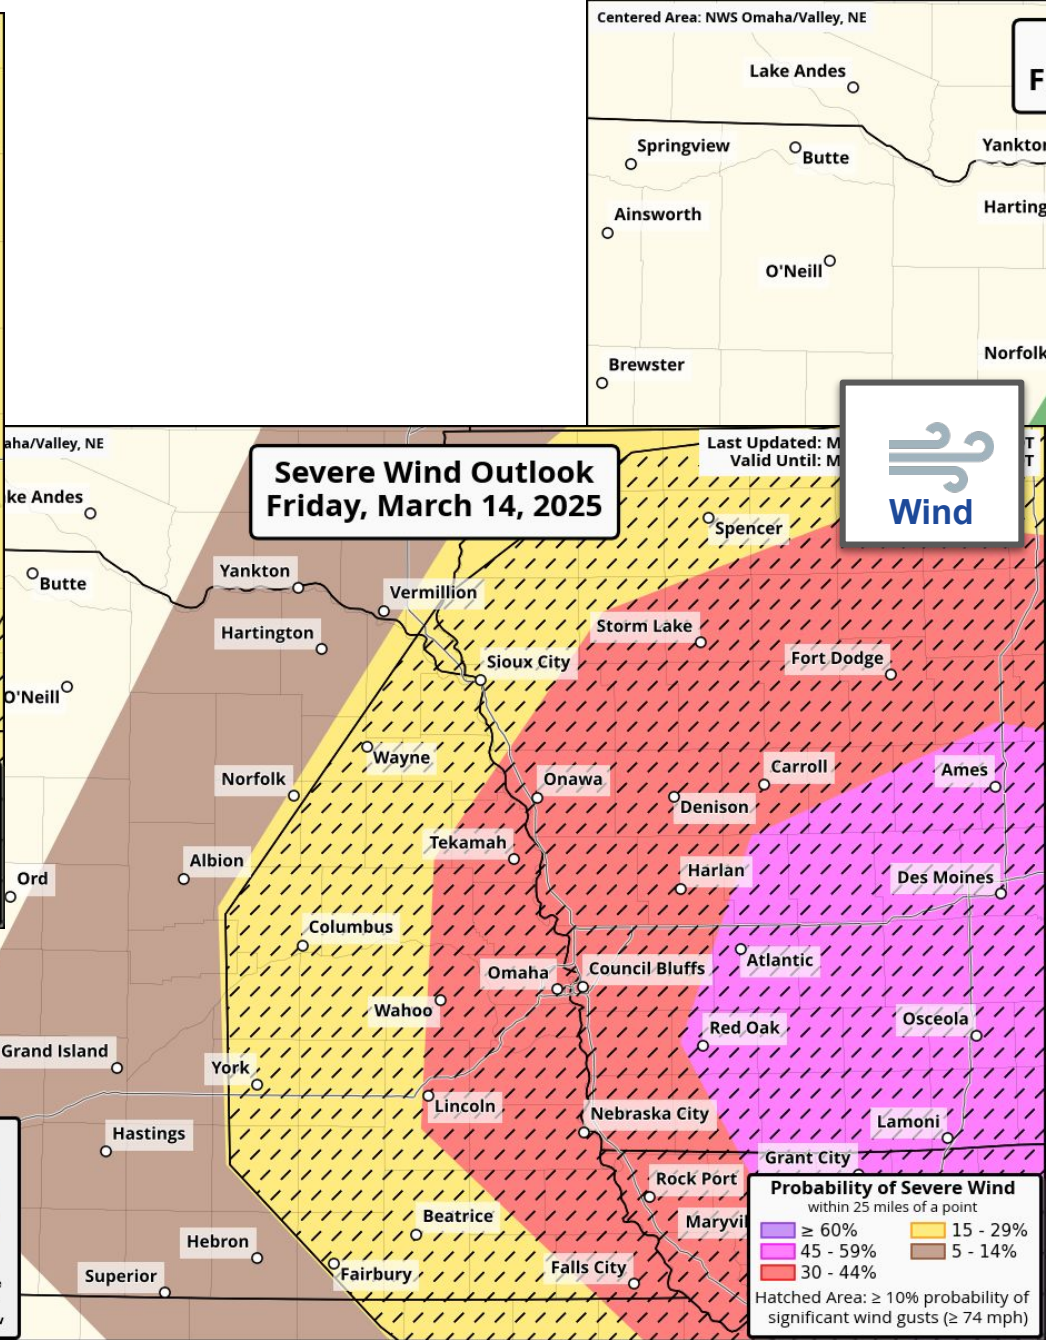 Centered Area: NWS Omaha/Valley, NE
F
Lake Andes
Springview
Butte
Yankton
Ainsworth
Harting
O'Neill
Brewster
Norfolk
aha/Valley, NE
Severe Wind Outlook
Friday, March 14, 2025
Last Updated: M
T
Valid Until: M
T
Wind
ke Andes
Spencer
Butte
Yankton
Vermillion
Hartington
Storm Lake
Sioux City
Fort Dodge
O'Neill
Wayne
Norfolk
Onawa
Carroll
Ames
Denison
Tekamah
Albion
Harlan
Ord
Des Moines
Columbus
Atlantic
Omaha
Council Bluffs
Wahoo
Osceola
Red Oak
Grand Island
York
Lincoln
Nebraska City
Lamoni
Hastings
Grant City
Rock Port
Beatrice
Maryvil
Hebron
Falls City
Superior
Fairbury
Probability of Severe Wind
within 25 miles of a point
≥ 60%
15 - 29%
45 - 59%
5 - 14%
30 - 44%
Hatched Area: ≥ 10% probability of
significant wind gusts (≥ 74 mph)